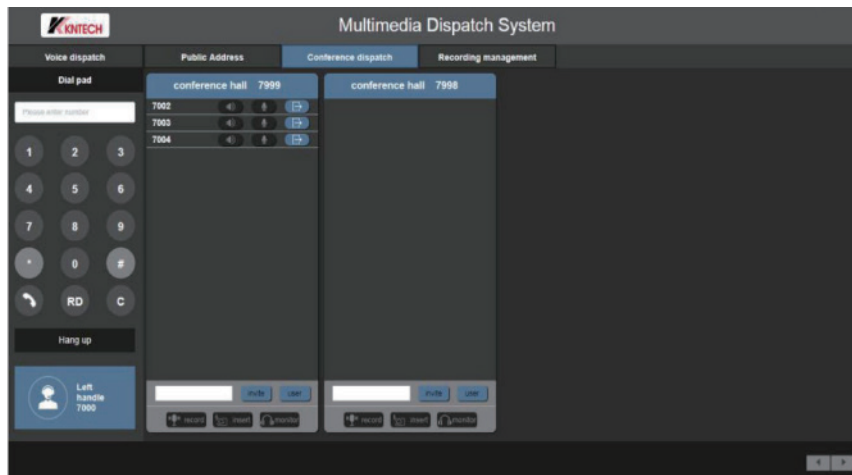 KNTECH
Multimedia Dispatch System
Voice dispatch
Public Address
Conference dispatch
Recording management
Dial pad
Please enter number
1 2 3
4 5 6
7 8 9
* 0 #
RD C
Hang up
Left
handle
7000
conference hall 7999
7002
7003
7004
invite user
record insert monitor
conference hall 7998
invite user
record insert monitor